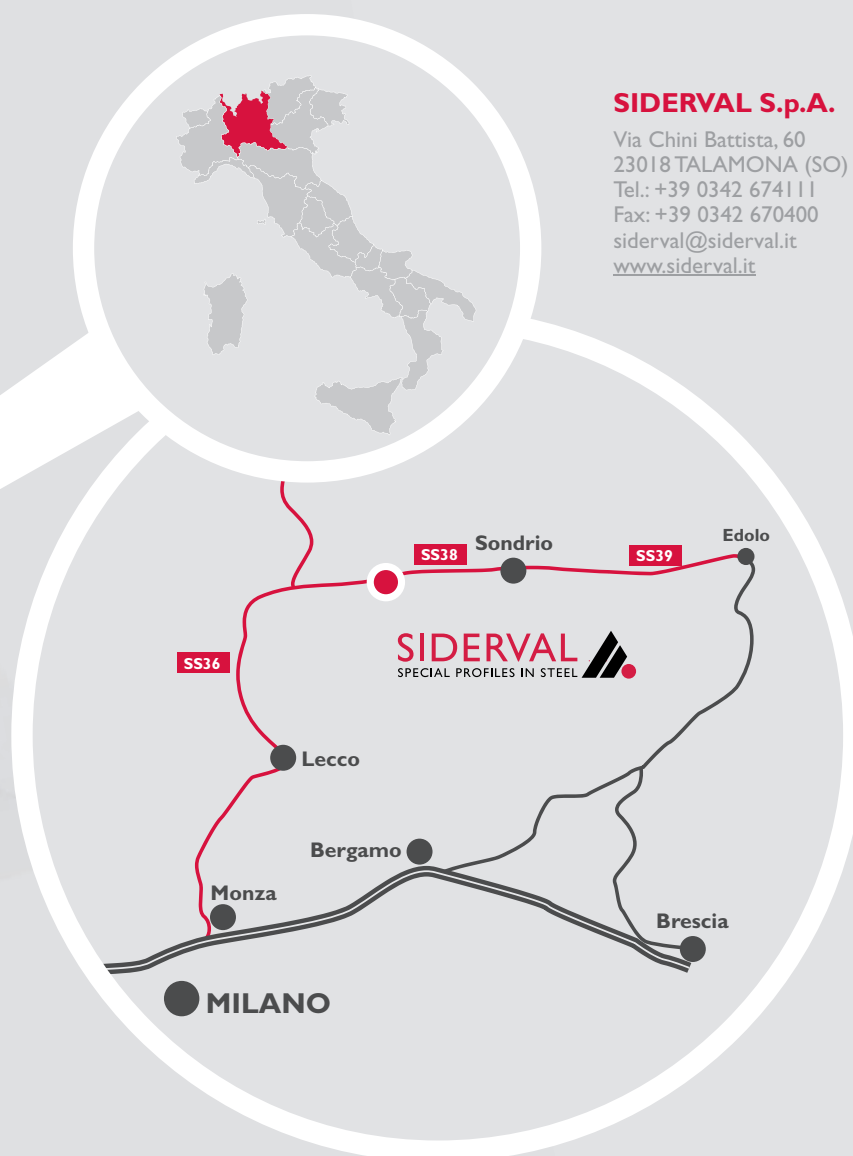 SIDERVAL S.p.A.
Via Chini Battista, 60
23018 TALAMONA (SO)
Tel.: +39 0342 674111
Fax: +39 0342 670400
siderval@siderval.it
www.siderval.it
Edolo
SS38
Sondrio
SS39
SIDERVAL
SPECIAL PROFILES IN STEEL
SS36
Lecco
Bergamo
Monza
Brescia
MILANO